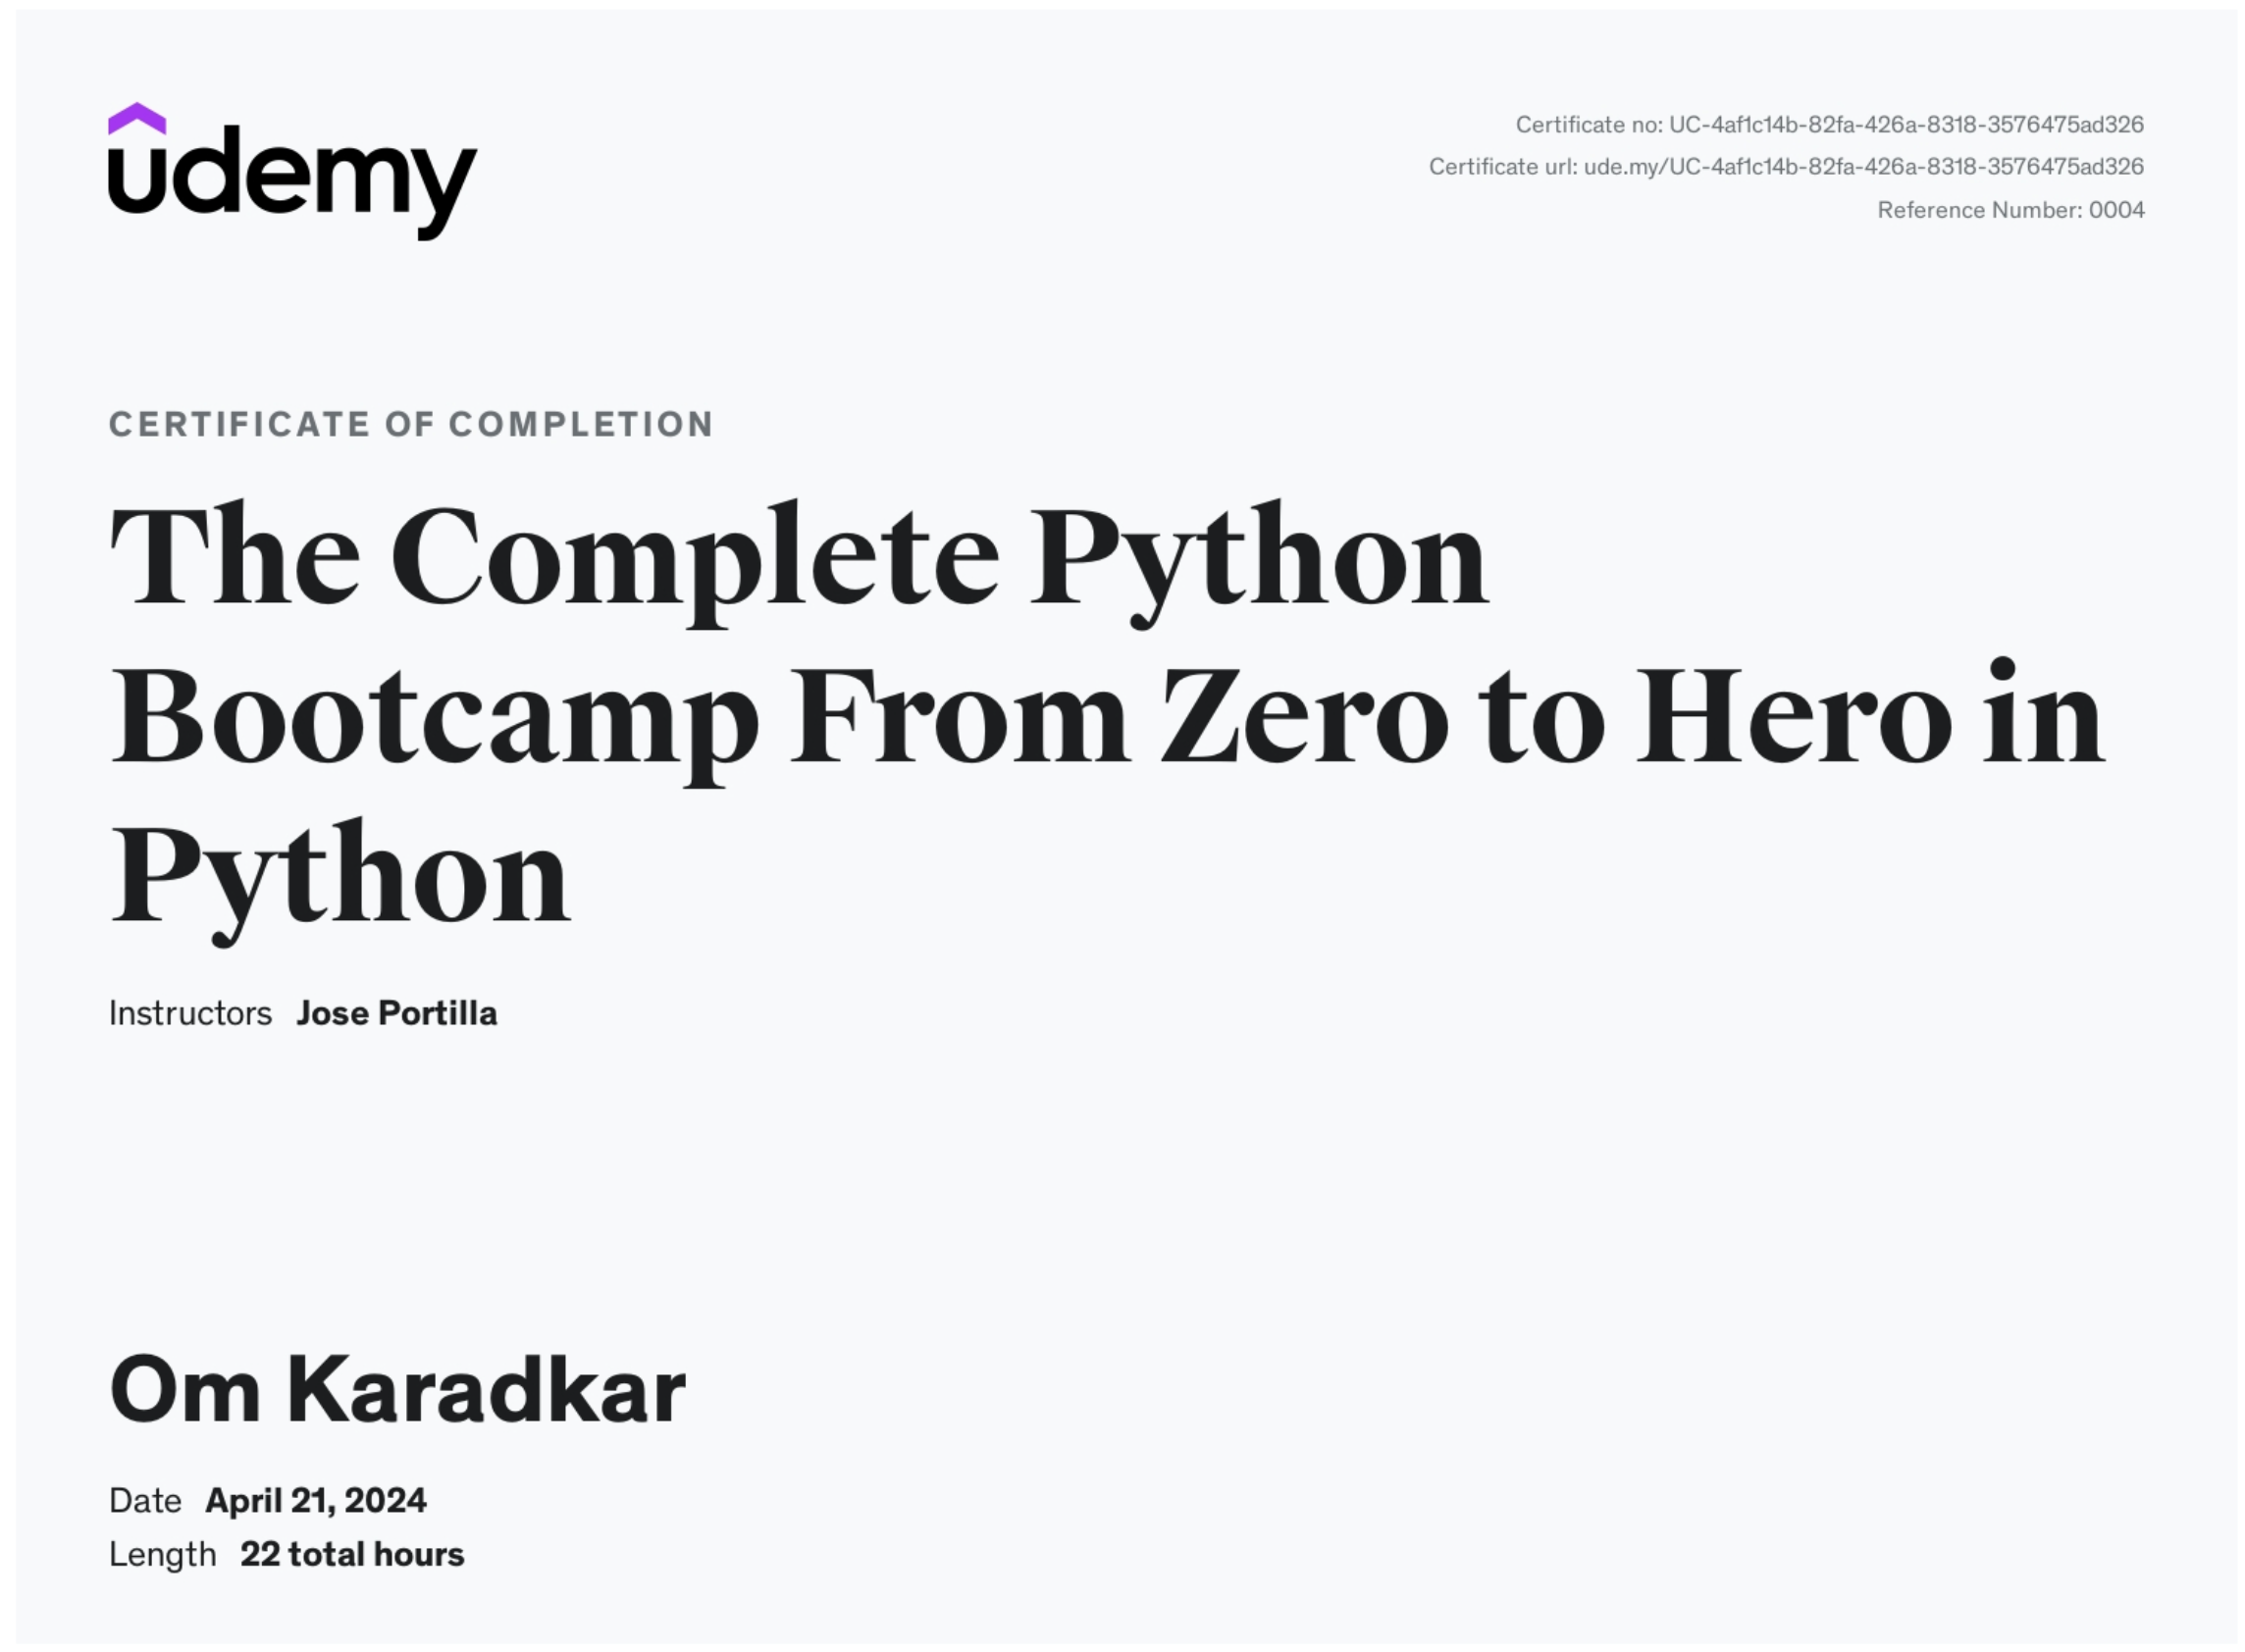 udemy
Certificate no: UC-4af1c14b-82fa-426a-8318-3576475ad326
Certificate url: ude.my/UC-4af1c14b-82fa-426a-8318-3576475ad326
Reference Number: 0004
CERTIFICATE OF COMPLETION
The Complete Python
Bootcamp From Zero to Hero in
Python
Instructors Jose Portilla
Om Karadkar
Date April 21, 2024
Length 22 total hours